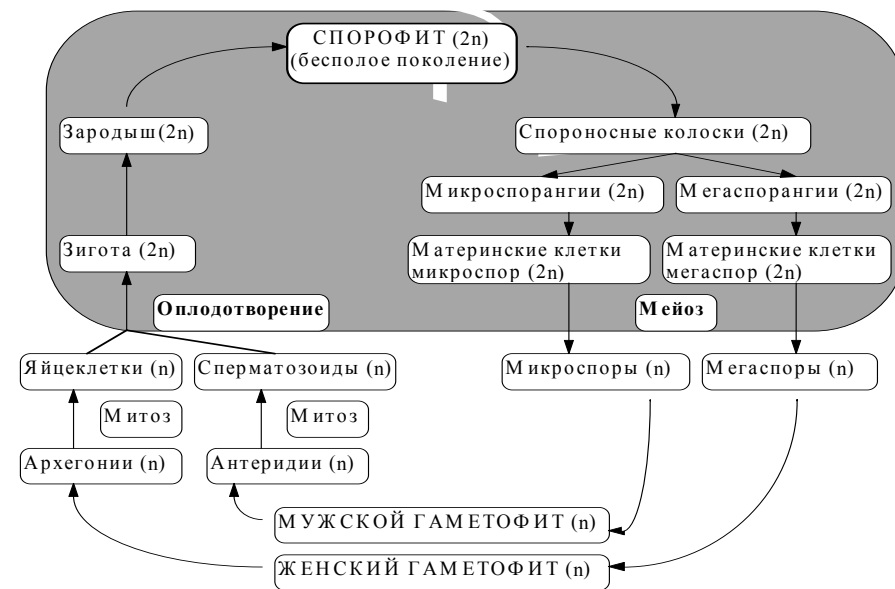 СПОРОФИТ (2n)
(бесполое поколение)
Зародыш (2n)
Спороносные колоски (2n)
Микроспорангии (2n)
Мегаспорангии (2n)
Зигота (2n)
Материнские клетки
микроспор (2n)
Материнские клетки
мегаспор (2n)
Оплодотворение
Мейоз
Яйцеклетки (n)
Сперматозоиды (n)
Микроспоры (n)
Мегаспоры (n)
Митоз
Митоз
Архегонии (n)
Антеридии (n)
МУЖСКОЙ ГАМЕТОФИТ (n)
ЖЕНСКИЙ ГАМЕТОФИТ (n)